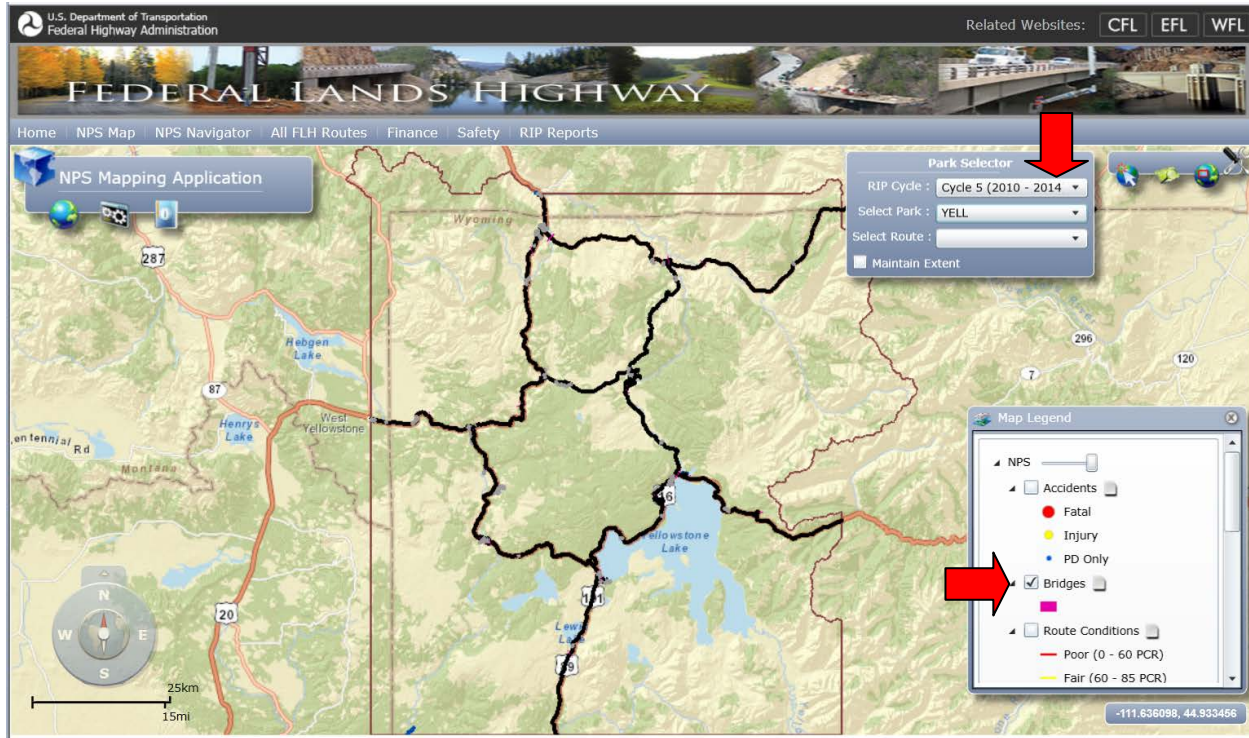 U.S. Department of Transportation
Federal Highway Administration
Related Websites: CFL EFL WFL
FEDERAL LANDS HIGHWAY
Home NPS Map NPS Navigator All FLH Routes Finance Safety RIP Reports
NPS Mapping Application
Park Selector
RIP Cycle : Cycle 5 (2010 - 2014
Select Park : YELL
Select Route :
Maintain Extent
Wyoming
287
Hebgen
Lake
296
120
7
87
Henrys
Lake
West
Yellowstone
entennial
Rd
Montana
6
ellowstone
Lake
191
20
Lewi
La
89
Map Legend
NPS
Accidents
Fatal
Injury
PD Only
Bridges
Route Conditions
Poor (0 - 60 PCR)
Fair (60 - 85 PCR)
N
W E
S
25km
15mi
-111.636098, 44.933456